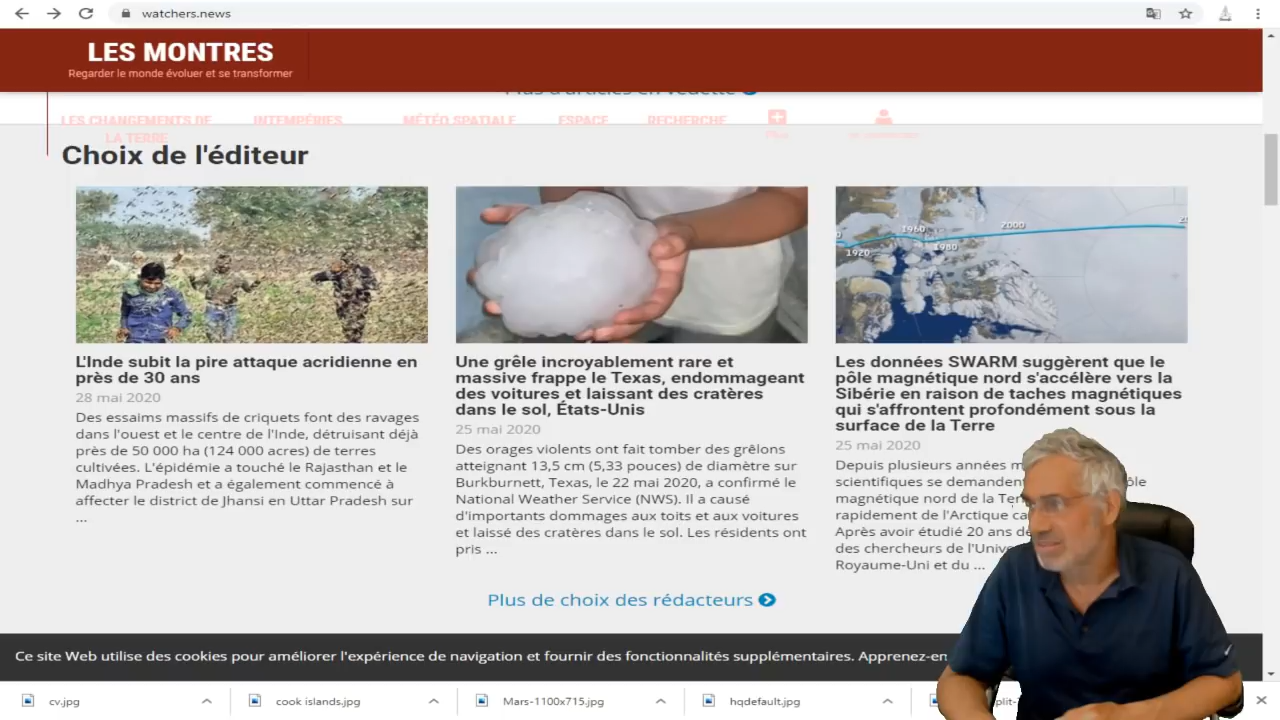 watchers.news
LES MONTRES
Regarder le monde évoluer et se transformer
Plus d'articles en vedette
LES CHANGEMENTS DE LA TERRE
INTEMPÉRIES
MÉTÉO SPATIALE
ESPACE
RECHERCHE
Choix de l'éditeur
1920
1960
1980
2000
L'Inde subit la pire attaque acridienne en
près de 30 ans
28 mai 2020
Des essaims massifs de criquets font des ravages
dans l'ouest et le centre de l'Inde, détruisant déjà
près de 50 000 ha (124 000 acres) de terres
cultivées. L'épidémie a touché le Rajasthan et le
Madhya Pradesh et a également commencé à
affecter le district de Jhansi en Uttar Pradesh sur
...
Une grêle incroyablement rare et
massive frappe le Texas, endommageant
des voitures et laissant des cratères
dans le sol, États-Unis
25 mai 2020
Des orages violents ont fait tomber des grêlons
atteignant 13,5 cm (5,33 pouces) de diamètre sur
Burkburnett, Texas, le 22 mai 2020, a confirmé le
National Weather Service (NWS). Il a causé
d'importants dommages aux toits et aux voitures
et laissé des cratères dans le sol. Les résidents ont
pris ...
Les données SWARM suggèrent que le
pôle magnétique nord s'accélère vers la
Sibérie en raison de taches magnétiques
qui s'affrontent profondément sous la
surface de la Terre
25 mai 2020
Depuis plusieurs années
scientifiques se demandent
magnétique nord de la
rapidement de l'Arctique
Après avoir étudié 20 ans
des chercheurs de
Royaume-Uni et du ...
Plus de choix des rédacteurs
Ce site Web utilise des cookies pour améliorer l'expérience de navigation et fournir des fonctionnalités supplémentaires.
cv.jpg
cook islands.jpg
Mars-1100x715.jpg
hqdefault.jpg